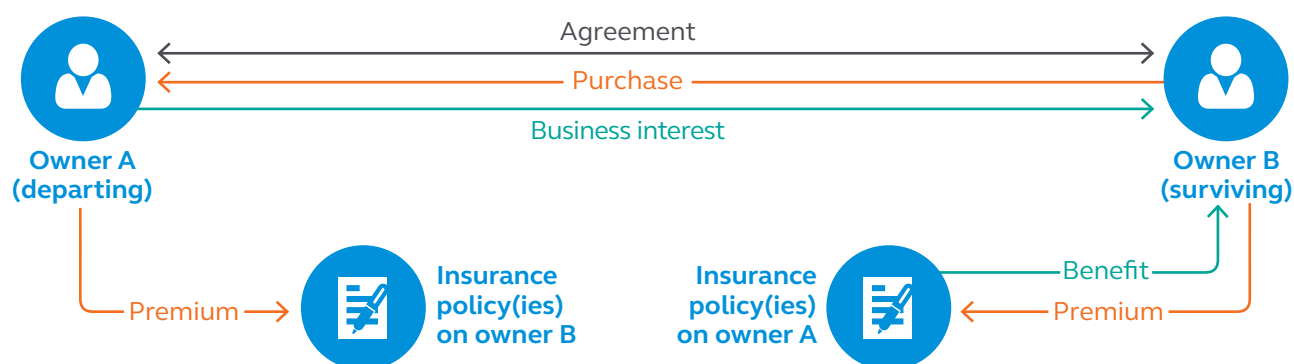 Agreement
Purchase
Business interest
Owner A
(departing)
Owner B
(surviving)
Premium
Insurance
policy(ies)
on owner B
Insurance
policy(ies)
on owner A
Benefit
Premium